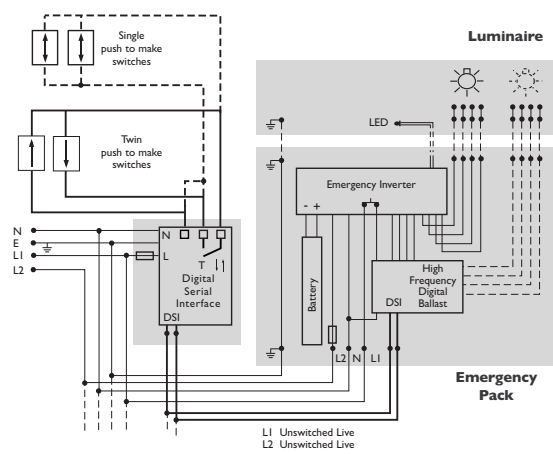 Single
push to make
switches
Luminaire
LED
Twin
push to make
switches
Emergency Inverter
- +
N
E
L1
L2
N
L
T
Digital
Serial
Interface
DSI
Battery
High
Frequency
Digital
Ballast
DSI
L2 N L1
Emergency
Pack
L1 Unswitched Live
L2 Unswitched Live